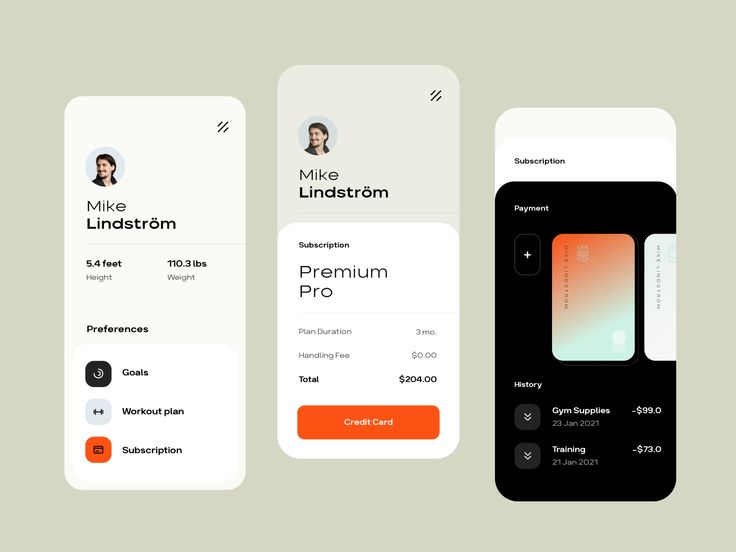 Mike
Lindström
5.4 feet 110.3 lbs
Height Weight
Preferences
Goals
Workout plan
Subscription
Mike
Lindström
Subscription
Premium
Pro
Plan Duration 3 mo.
Handling Fee $0.00
Total $204.00
Credit Card
Subscription
Payment
MIKE LINDSTRÖM
MIKE LINDSTRÖM
History
Gym Supplies -$99.0
23 Jan 2021
Training -$73.0
21 Jan 2021